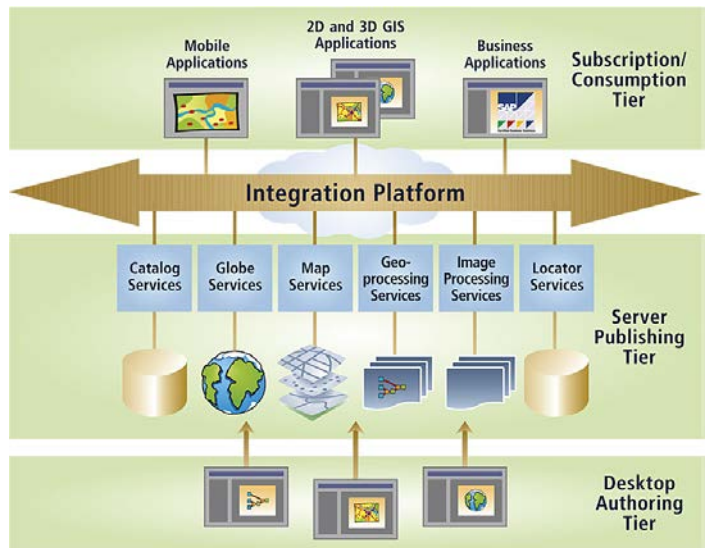 Mobile
Applications
2D and 3D GIS
Applications
Business
Applications
Subscription/
Consumption
Tier
SAP
Integration Platform
Catalog
Services
Globe
Services
Map
Services
Geo-
processing
Services
Image
Processing
Services
Locator
Services
Server
Publishing
Tier
Desktop
Authoring
Tier